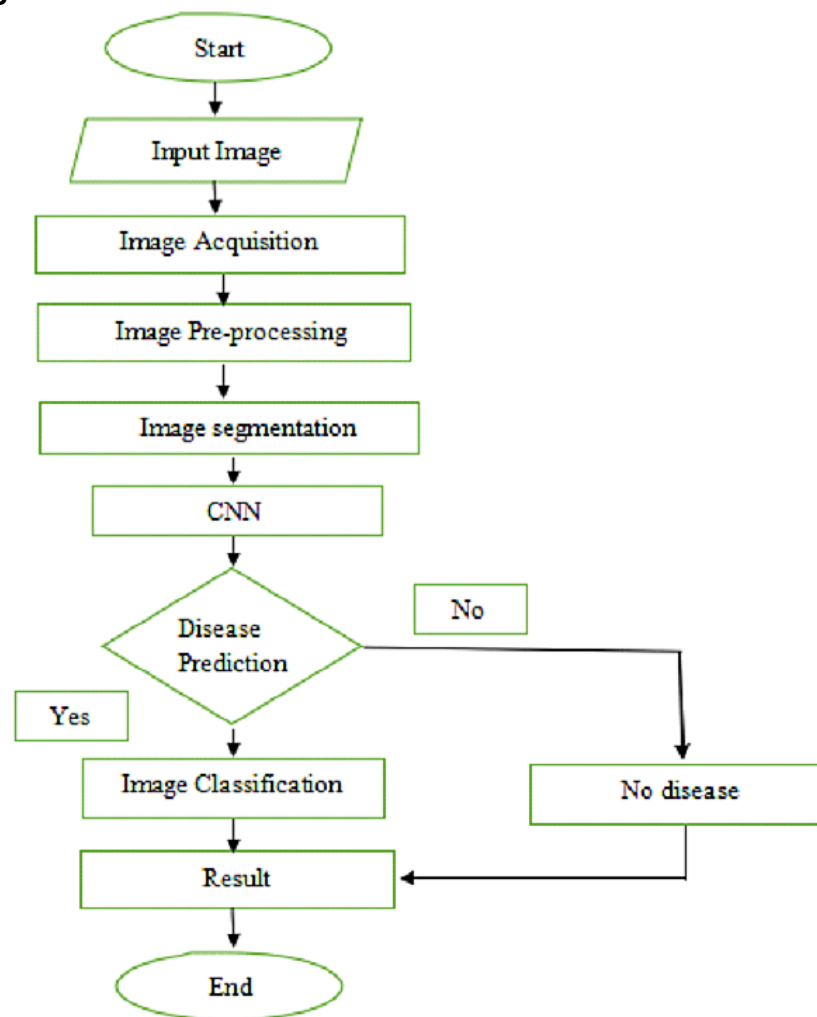 Start
Input Image
Image Acquisition
Image Pre-processing
Image segmentation
CNN
Disease
Prediction
No
Yes
Image Classification
No disease
Result
End